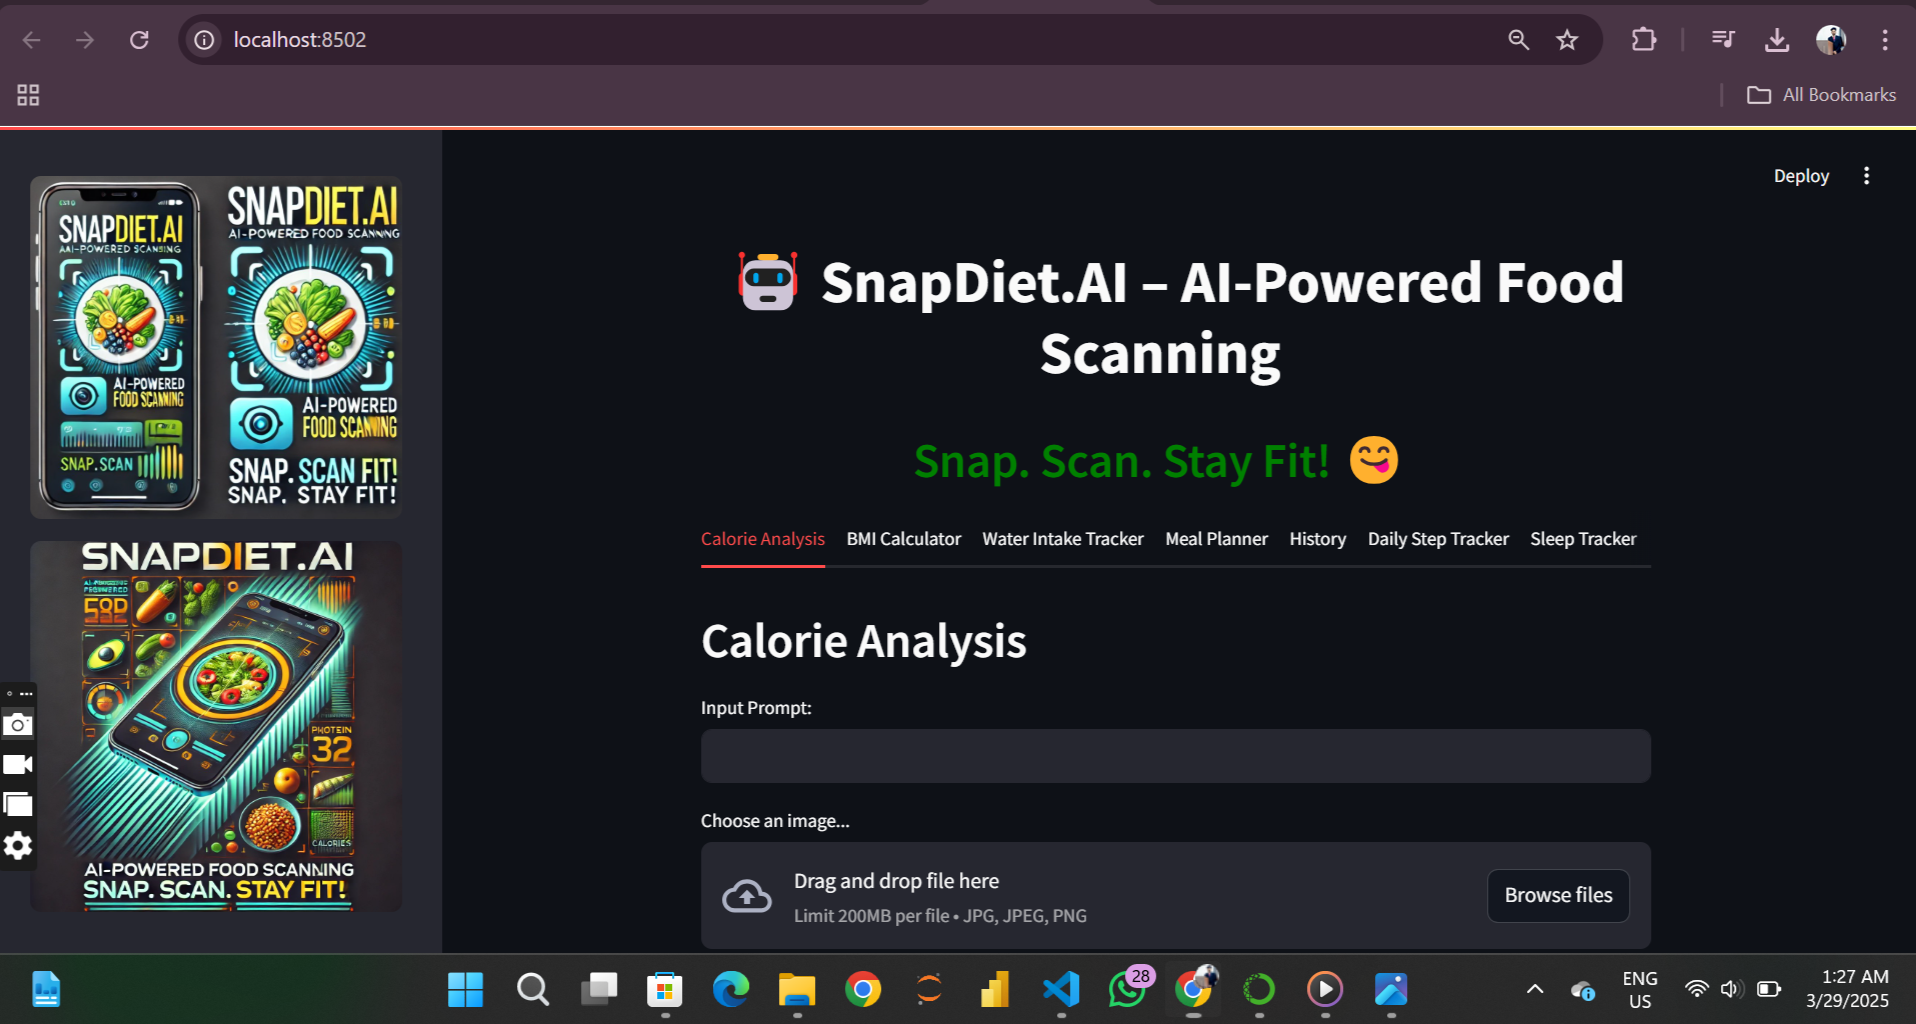 localhost:8502
All Bookmarks
Deploy
SNAPDIET.AI
SNAPDIET.AI
AI-POWERED FOOD SCANNING
AI-POWERED
FOOD SCANNING
AI-POWERED
FOOD SCANNING
SNAP.SCAN
SNAP. SCAN FIT!
SNAP. STAY FIT!
SNAPDIET.AI
32
CALORIES
AI-POWERED FOOD SCANNING
SNAP. SCAN. STAY FIT!
SnapDiet.AI – AI-Powered Food
Scanning
Snap. Scan. Stay Fit!
Calorie Analysis BMI Calculator Water Intake Tracker Meal Planner History Daily Step Tracker Sleep Tracker
Calorie Analysis
Input Prompt:
Choose an image...
Drag and drop file here
Limit 200MB per file • JPG, JPEG, PNG
Browse files
28
ENG
US
1:27 AM
3/29/2025